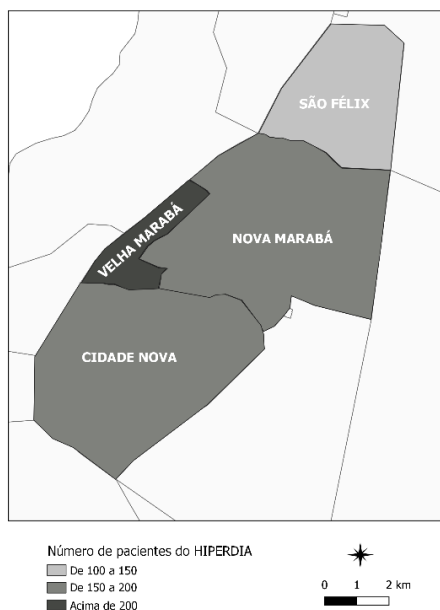 SÃO FÉLIX
VELHA MARABÁ
NOVA MARABÁ
CIDADE NOVA
Número de pacientes do HIPERDIA
De 100 a 150
De 150 a 200
Acima de 200
0 1 2 km